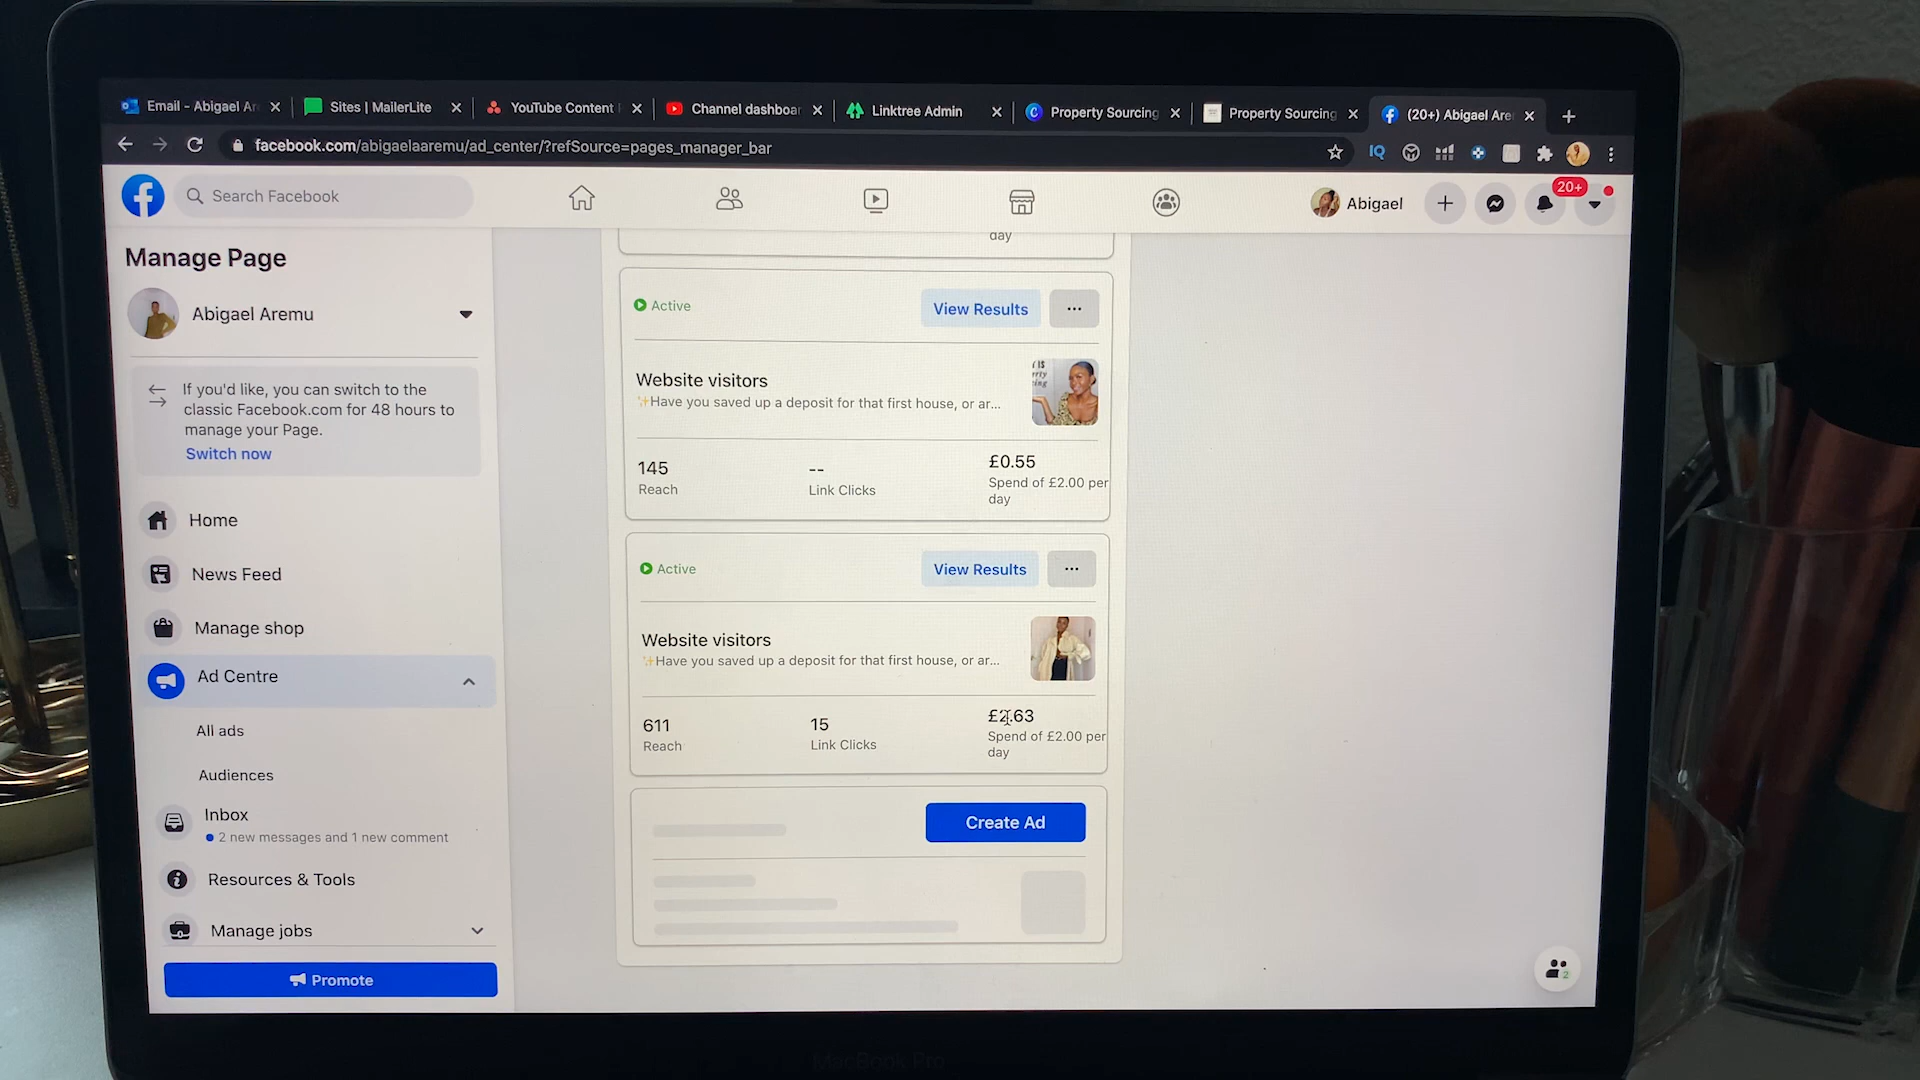 Email - Abigael Ar
Sites | MailerLite
YouTube Content
Channel dashboa
Linktree Admin
Property Sourcing
Property Sourcing
(20+) Abigael Are
facebook.com/abigaelaaremu/ad_center/?refSource=pages_manager_bar
Search Facebook
Abigael
20+
Manage Page
Abigael Aremu
If you'd like, you can switch to the
classic Facebook.com for 48 hours to
manage your Page.
Switch now
Home
News Feed
Manage shop
Ad Centre
All ads
Audiences
Inbox
2 new messages and 1 new comment
Resources & Tools
Manage jobs
Promote
day
Active
View Results
Website visitors
✨Have you saved up a deposit for that first house, or ar...
145
Reach
--
Link Clicks
£0.55
Spend of £2.00 per
day
Active
View Results
Website visitors
✨Have you saved up a deposit for that first house, or ar...
611
Reach
15
Link Clicks
£2.63
Spend of £2.00 per
day
Create Ad
2
MacBook Pro